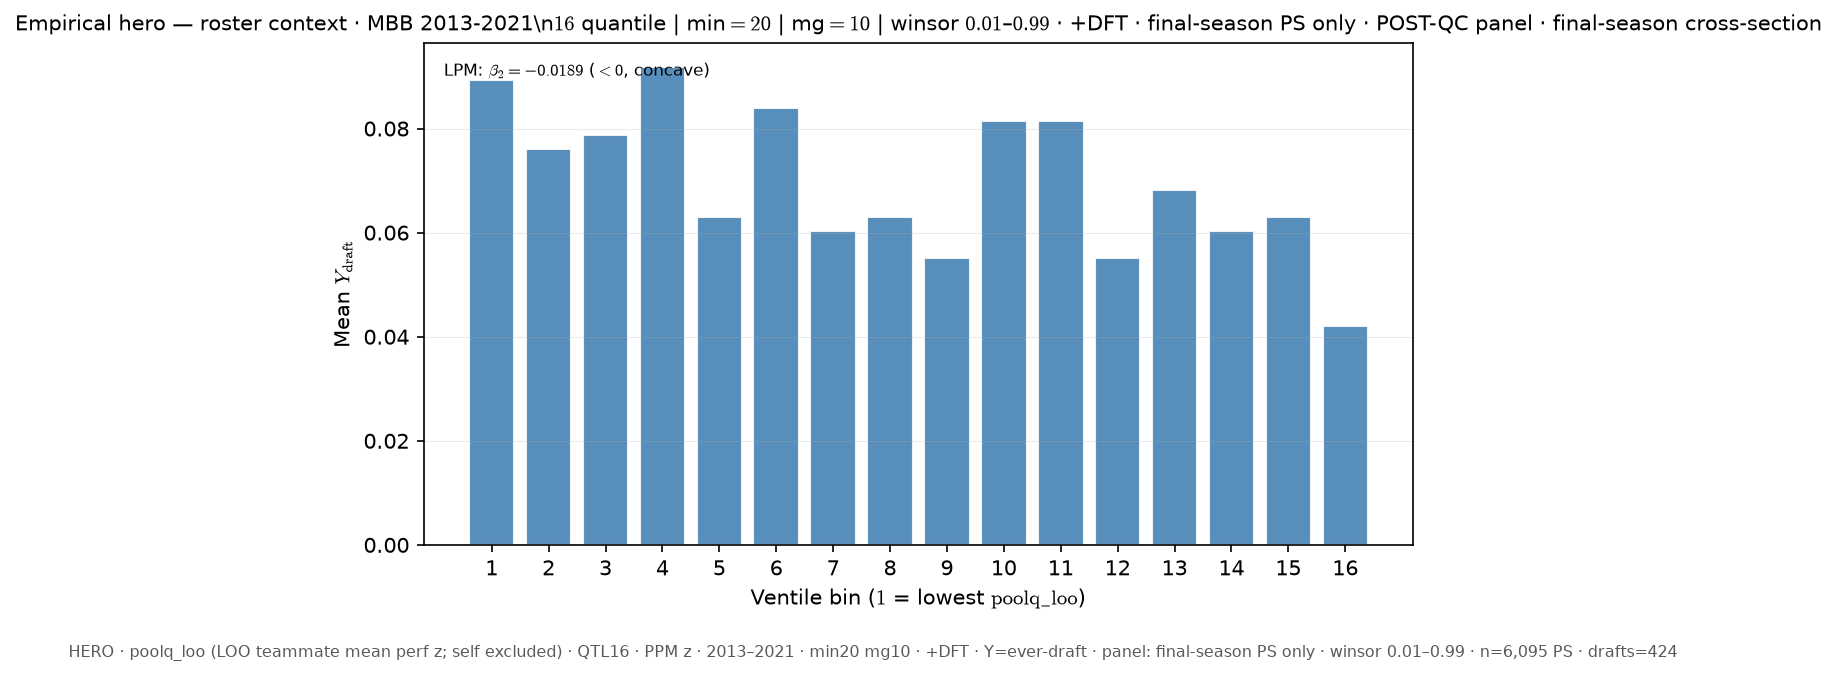 Empirical hero — roster context · MBB 2013-2021\n16 quantile | min = 20 | mg = 10 | winsor 0.01–0.99 · +DFT · final-season PS only · POST-QC panel · final-season cross-section
LPM: β₂ = −0.0189 (< 0, concave)
0.08
0.06
0.04
0.02
0.00
Mean Y_draft
1 2 3 4 5 6 7 8 9 10 11 12 13 14 15 16
Ventile bin (1 = lowest poolq_loo)
HERO · poolq_loo (LOO teammate mean perf z; self excluded) · QTL16 · PPM z · 2013–2021 · min20 mg10 · +DFT · Y=ever-draft · panel: final-season PS only · winsor 0.01–0.99 · n=6,095 PS · drafts=424